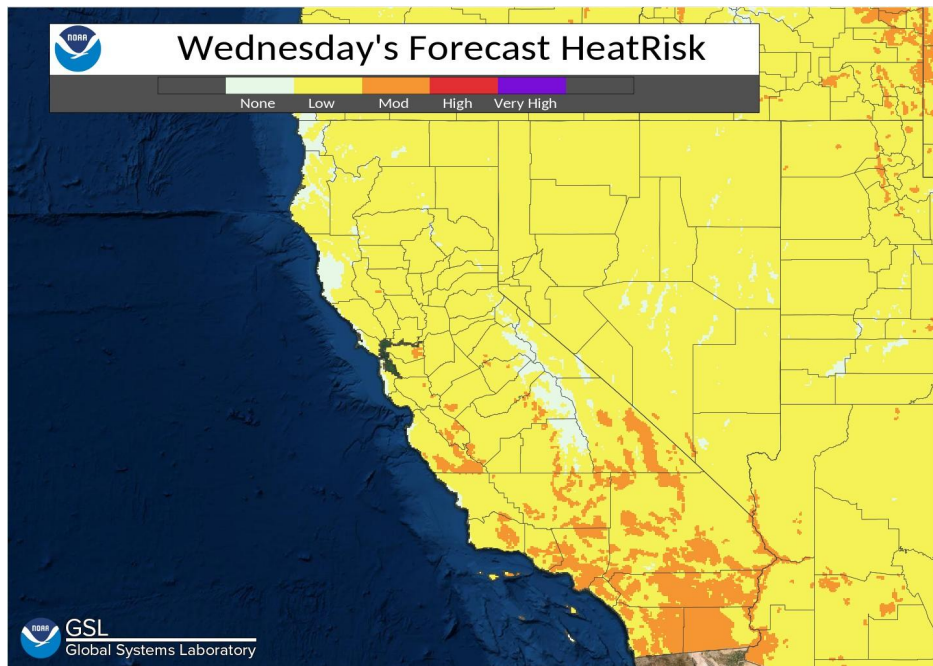 NOAA
Wednesday's Forecast HeatRisk
None Low Mod High Very High
NOAA
GSL
Global Systems Laboratory